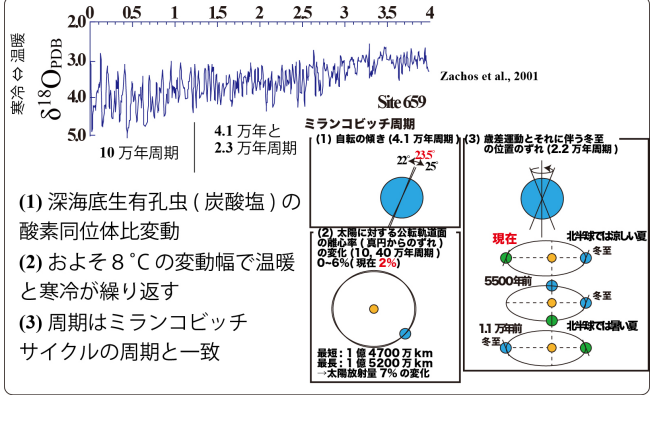 0 0.5 1 1.5 2 2.5 3 3.5 4
2.0
3.0
4.0
5.0
寒冷 ⇔ 温暖
δ18OPDB
Zachos et al., 2001
Site 659
10 万年周期
4.1 万年と
2.3 万年周期
(1) 深海底生有孔虫 ( 炭酸塩 ) の
酸素同位体比変動
(2) およそ 8 ℃ の変動幅で温暖
と寒冷が繰り返す
(3) 周期はミランコビッチ
サイクルの周期と一致
ミランコビッチ周期
(1) 自転の傾き (4.1 万年周期 )
22° 23.5° 25°
(2) 太陽に対する公転軌道面
の離心率 ( 真円からのずれ )
の変化 (10, 40 万年周期 )
0~6%( 現在 2%)
最短 : 1 億 4700 万 km
最長 : 1 億 5200 万 km
→太陽放射量 7% の変化
(3) 歳差運動とそれに伴う冬至
の位置のずれ (2.2 万年周期 )
現在
北半球では涼しい夏
冬至
5500年前
冬至
1.1 万年前
北半球では暑い夏
冬至